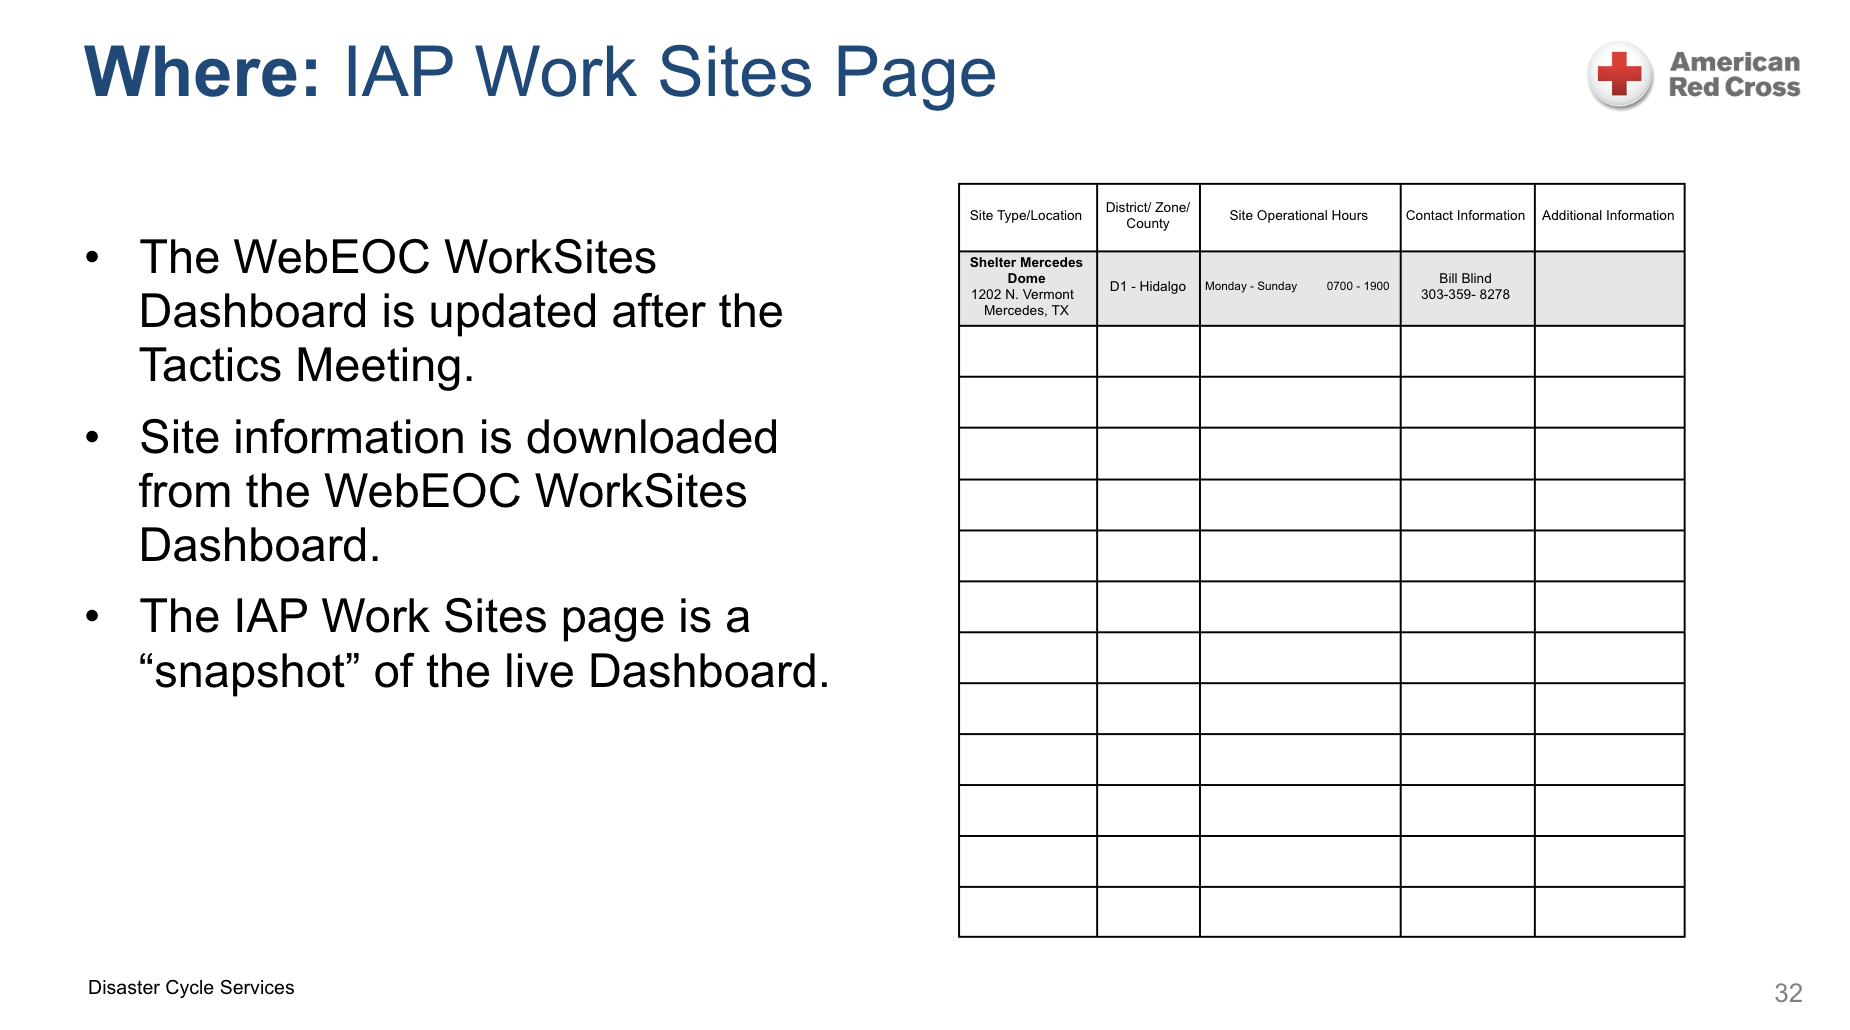 Where: IAP Work Sites Page
American
Red Cross
• The WebEOC WorkSites
Dashboard is updated after the
Tactics Meeting.
• Site information is downloaded
from the WebEOC WorkSites
Dashboard.
• The IAP Work Sites page is a
“snapshot” of the live Dashboard.
Site Type/Location
District/ Zone/
County
Site Operational Hours
Contact Information
Additional Information
Shelter Mercedes
Dome
1202 N. Vermont
Mercedes, TX
D1 - Hidalgo
Monday - Sunday 0700 - 1900
Bill Blind
303-359- 8278
Disaster Cycle Services
32